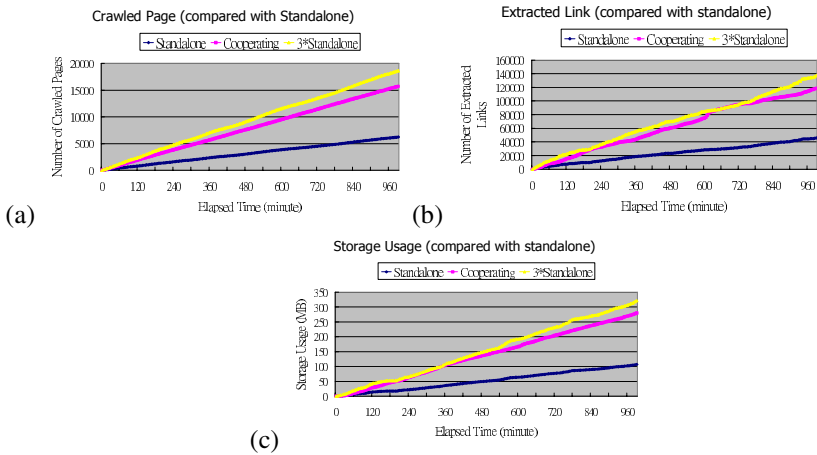 Crawled Page (compared with Standalone)
Standalone Cooperating 3*Standalone
Number of Crawled Pages
20000
15000
10000
5000
0
0 120 240 360 480 600 720 840 960
Elapsed Time (minute)
(a)
Extracted Link (compared with standalone)
Standalone Cooperating 3*Standalone
Number of Extracted
Links
160000
140000
120000
100000
80000
60000
40000
20000
0
0 120 240 360 480 600 720 840 960
Elapsed Time (minute)
(b)
Storage Usage (compared with standalone)
Standalone Cooperating 3*Standalone
Storage Usage (MB)
350
300
250
200
150
100
50
0
0 120 240 360 480 600 720 840 960
Elapsed Time (minute)
(c)